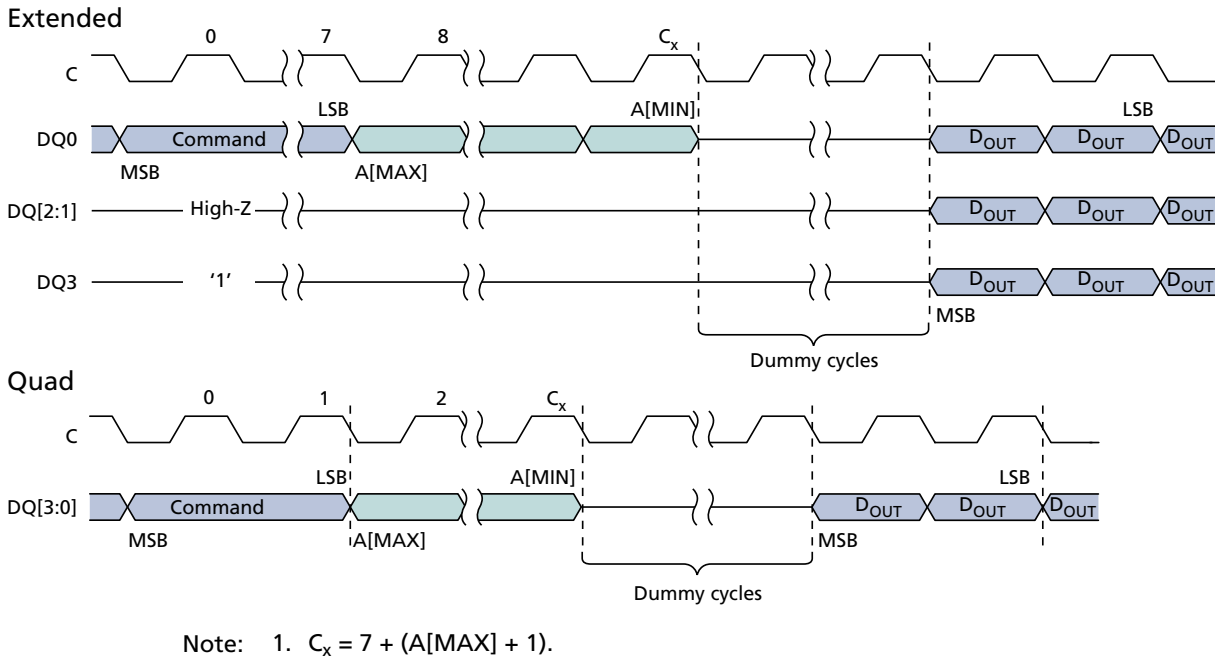 Extended
0 7 8 Cx
C
LSB A[MIN] LSB
DQ0 Command DOUT DOUT DOUT
MSB A[MAX]
DQ[2:1] High-Z DOUT DOUT DOUT
DQ3 '1' DOUT DOUT DOUT
MSB
Dummy cycles
Quad
0 1 2 Cx
C
LSB A[MIN] LSB
DQ[3:0] Command DOUT DOUT DOUT
MSB A[MAX] MSB
Dummy cycles
Note: 1. Cx = 7 + (A[MAX] + 1).